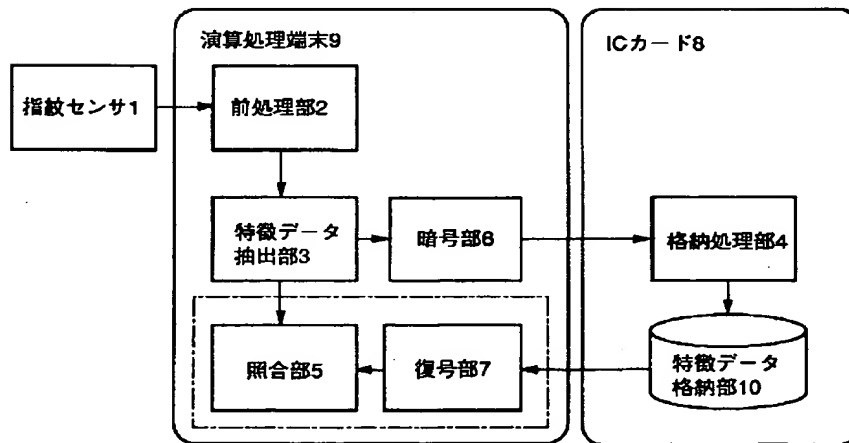 演算処理端末9
ICカード8
指紋センサ1
前処理部2
特徴データ
抽出部3
暗号部6
格納処理部4
照合部5
復号部7
特徴データ
格納部10